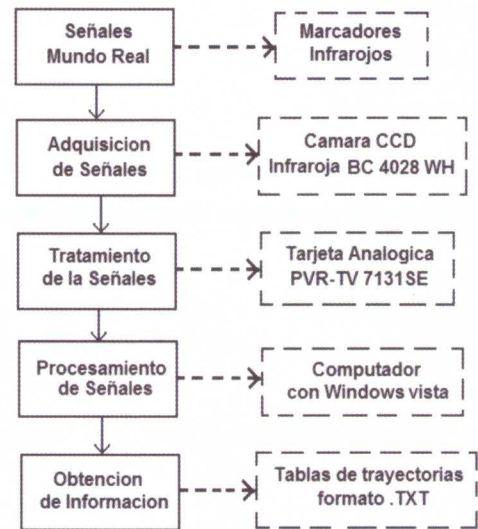 Señales
Mundo Real
Marcadores
Infrarojos
Adquisicion
de Señales
Camara CCD
Infraroja BC 4028 WH
Tratamiento
de la Señales
Tarjeta Analogica
PVR-TV 7131SE
Procesamiento
de Señales
Computador
con Windows vista
Obtencion
de Informacion
Tablas de trayectorias
formato .TXT